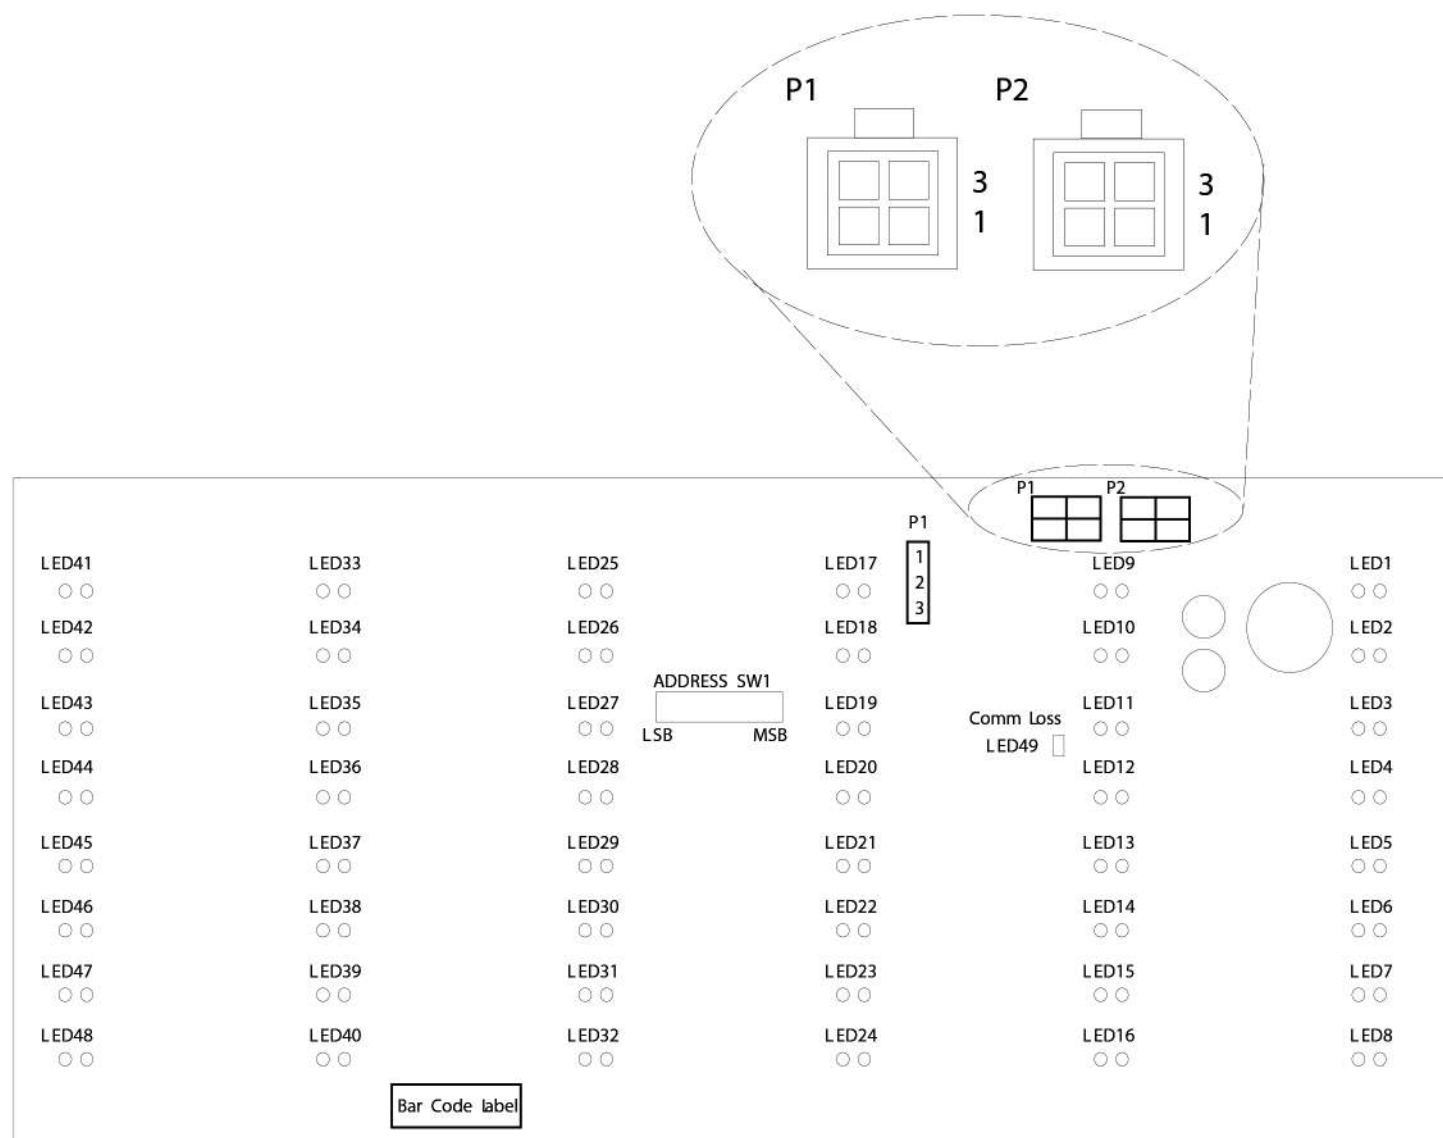 P1 P2
3 3
1 1
P1 P2
P1
LED41 LED33 LED25 LED17 1 LED9 LED1
2
3
LED42 LED34 LED26 LED18 LED10 LED2
ADDRESS SW1
LED43 LED35 LED27 LED19 LED11 LED3
Comm Loss
LSB MSB
LED49
LED44 LED36 LED28 LED20 LED12 LED4
LED45 LED37 LED29 LED21 LED13 LED5
LED46 LED38 LED30 LED22 LED14 LED6
LED47 LED39 LED31 LED23 LED15 LED7
LED48 LED40 LED32 LED24 LED16 LED8
Bar Code label